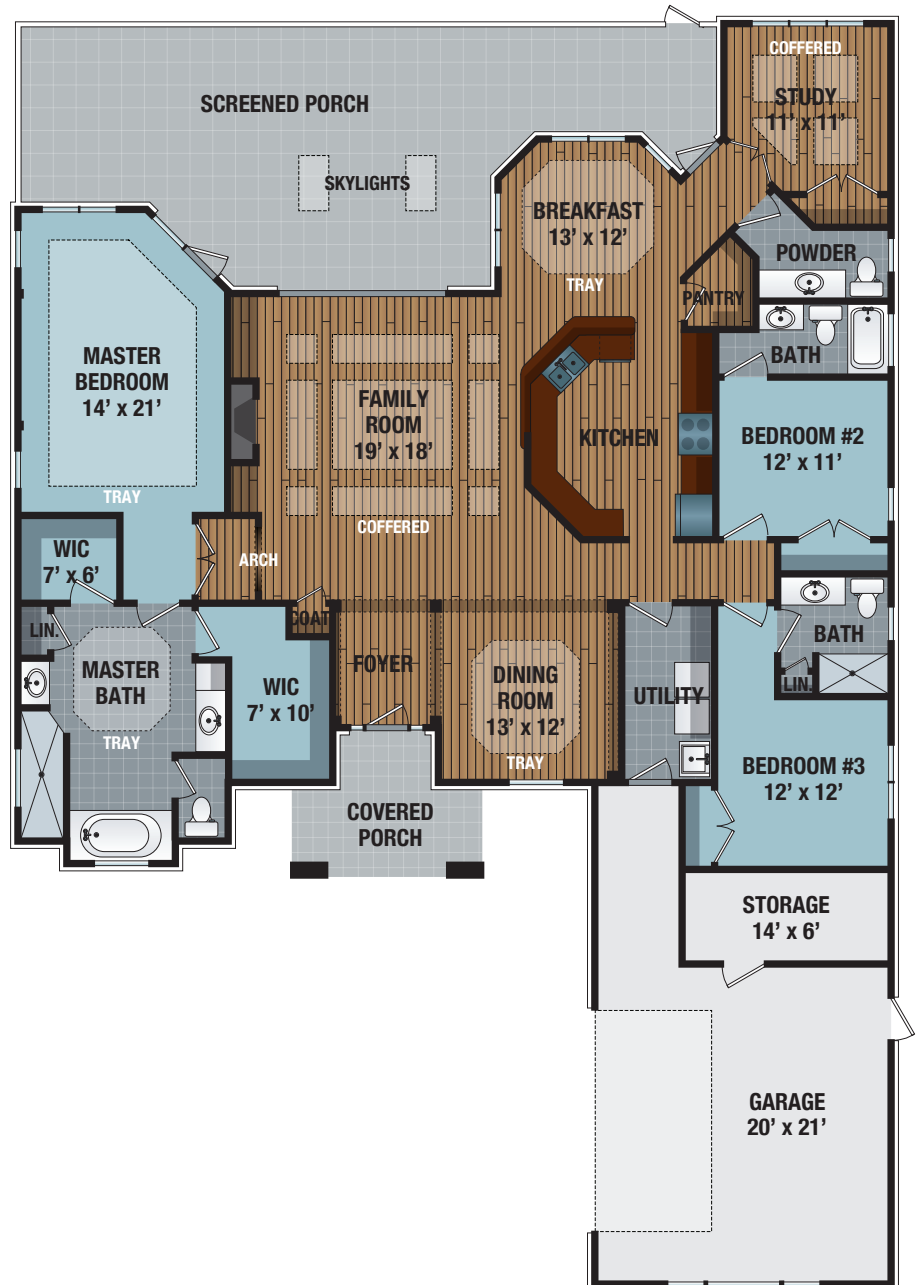 COFFERED
STUDY
11' x 11'
SCREENED PORCH
SKYLIGHTS
BREAKFAST
13' x 12'
TRAY
POWDER
PANTRY
BATH
MASTER
BEDROOM
14' x 21'
TRAY
FAMILY
ROOM
19' x 18'
COFFERED
KITCHEN
BEDROOM #2
12' x 11'
WIC
7' x 6'
ARCH
LIN.
MASTER
BATH
TRAY
WIC
7' x 10'
COAT
FOYER
DINING
ROOM
13' x 12'
TRAY
UTILITY
BATH
LIN.
BEDROOM #3
12' x 12'
COVERED
PORCH
STORAGE
14' x 6'
GARAGE
20' x 21'